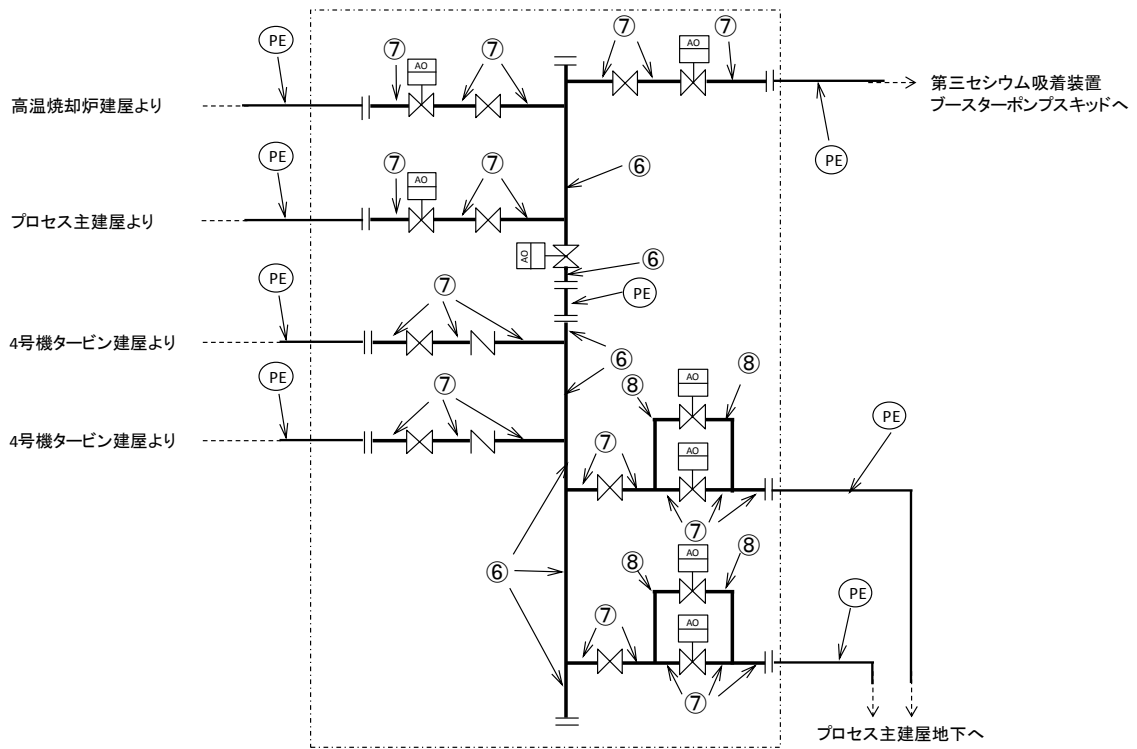 ⑦
AO
⑦
PE
⑦
AO
⑦
第三セシウム吸着装置
ブースターポンプスキッドへ
高温焼却炉建屋より
PE
PE
⑦
AO
⑦
⑥
プロセス主建屋より
AO
⑥
PE
⑦
PE
4号機タービン建屋より
⑥
PE
⑦
⑧
AO
⑧
4号機タービン建屋より
PE
⑦
AO
⑦
⑧
AO
⑧
⑥
PE
⑦
AO
⑦
プロセス主建屋地下へ